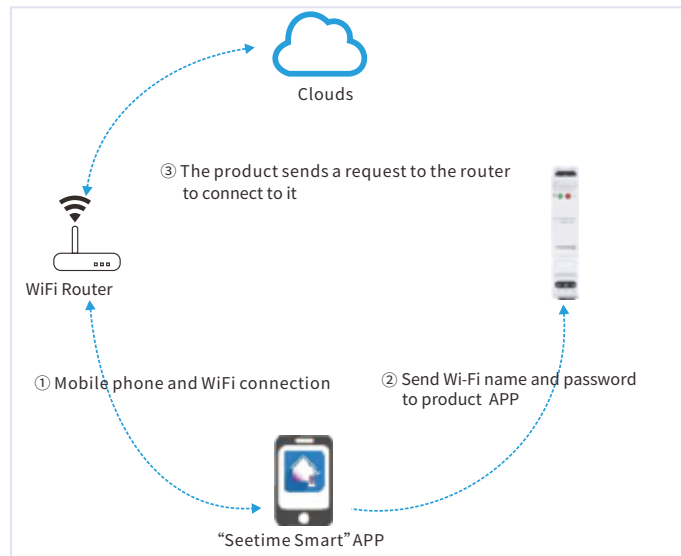 Clouds
③ The product sends a request to the router
to connect to it
WiFi Router
① Mobile phone and WiFi connection
② Send Wi-Fi name and password
to product APP
“Seetime Smart” APP